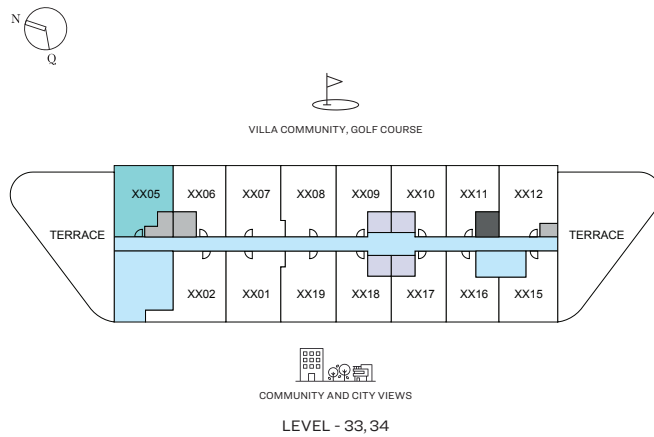 N
Q
VILLA COMMUNITY, GOLF COURSE
XX05 XX06 XX07 XX08 XX09 XX10 XX11 XX12
TERRACE TERRACE
XX02 XX01 XX19 XX18 XX17 XX16 XX15
COMMUNITY AND CITY VIEWS
LEVEL - 33, 34